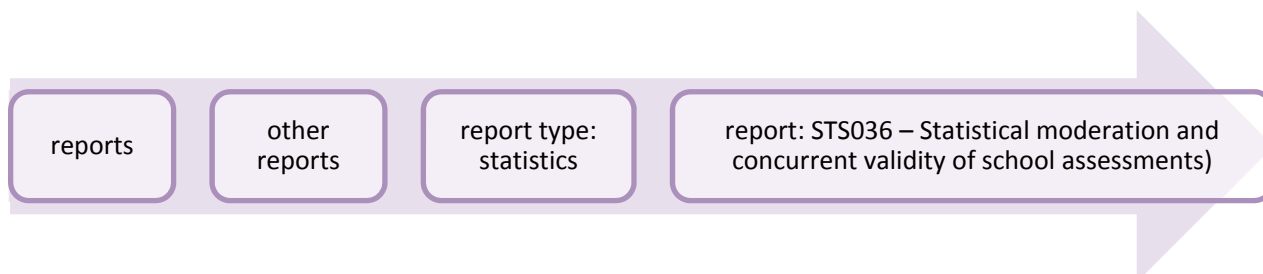 reports
other
reports
report type:
statistics
report: STS036 – Statistical moderation and
concurrent validity of school assessments)